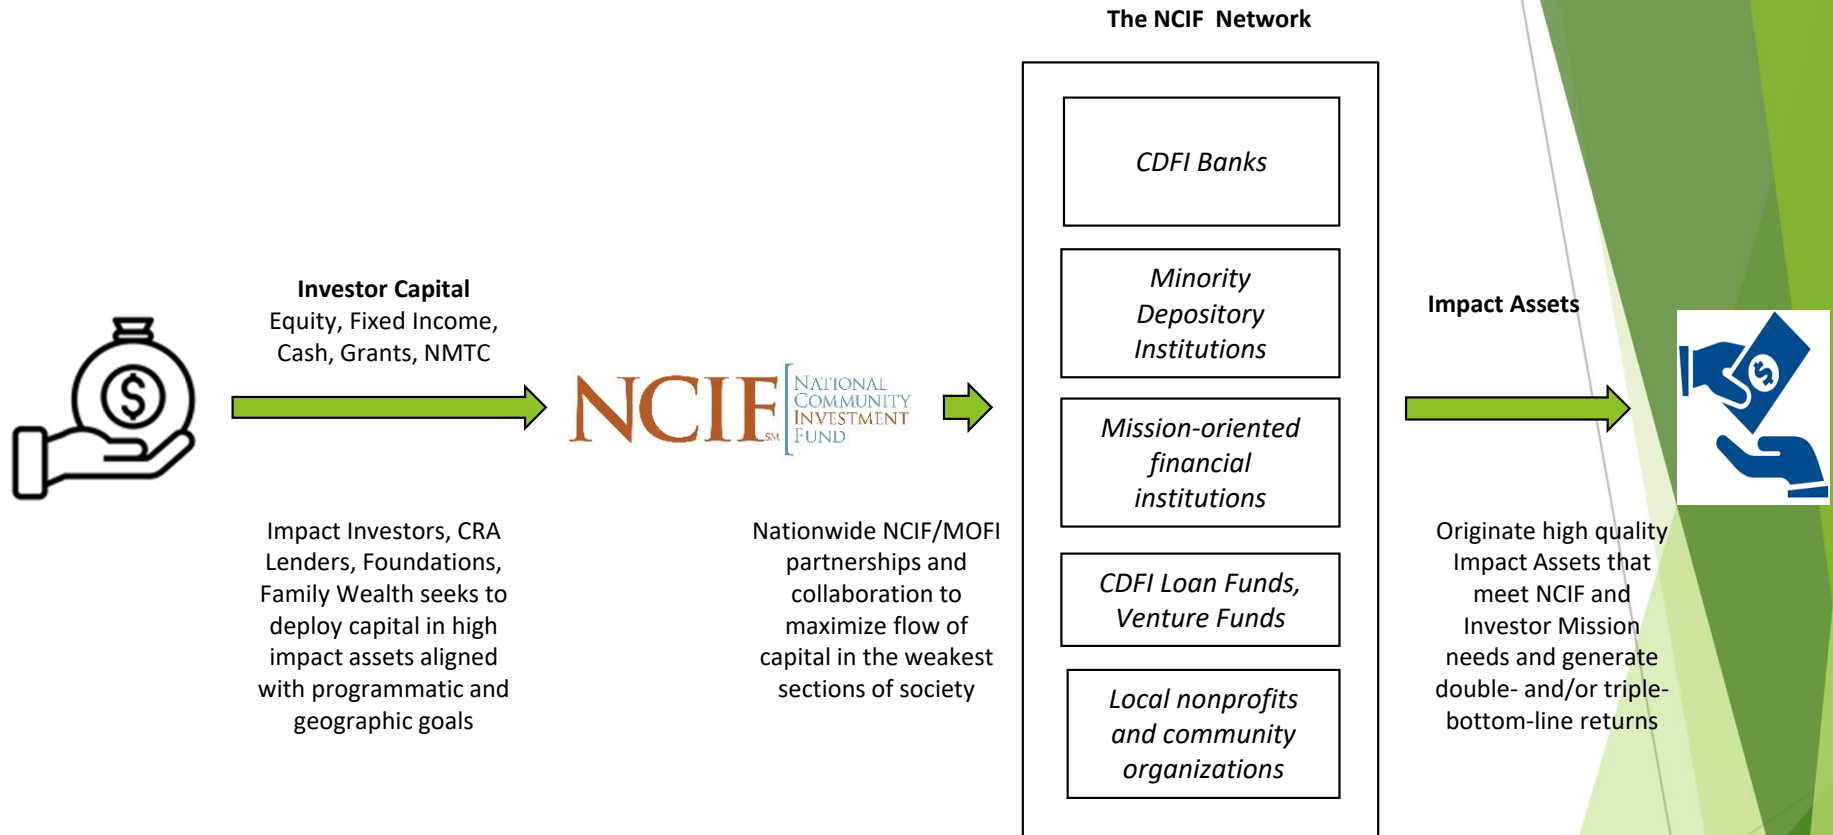 The NCIF  Network
CDFI Banks
Minority
Depository
Institutions
Mission-oriented
financial
institutions
CDFI Loan Funds,
Venture Funds
Local nonprofits
and community
organizations
Investor Capital
Equity, Fixed Income,
Cash, Grants, NMTC
$
Impact Investors, CRA
Lenders, Foundations,
Family Wealth seeks to
deploy capital in high
impact assets aligned
with programmatic and
geographic goals
NCIF SM
NATIONAL
COMMUNITY
INVESTMENT
FUND
Nationwide NCIF/MOFI
partnerships and
collaboration to
maximize flow of
capital in the weakest
sections of society
Impact Assets
$
Originate high quality
Impact Assets that
meet NCIF and
Investor Mission
needs and generate
double- and/or triple-
bottom-line returns